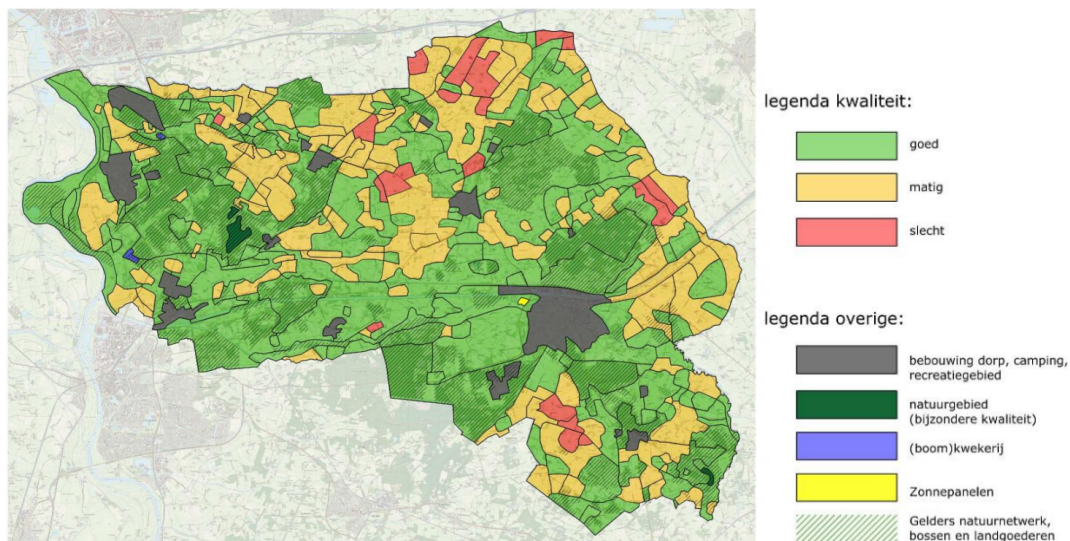 legenda kwaliteit:
goed
matig
slecht
legenda overige:
bebouwing dorp, camping,
recreatiegebied
natuurgebied
(bijzondere kwaliteit)
(boom)kwekerij
Zonnepanelen
Gelders natuurnetwerk,
bossen en landgoederen